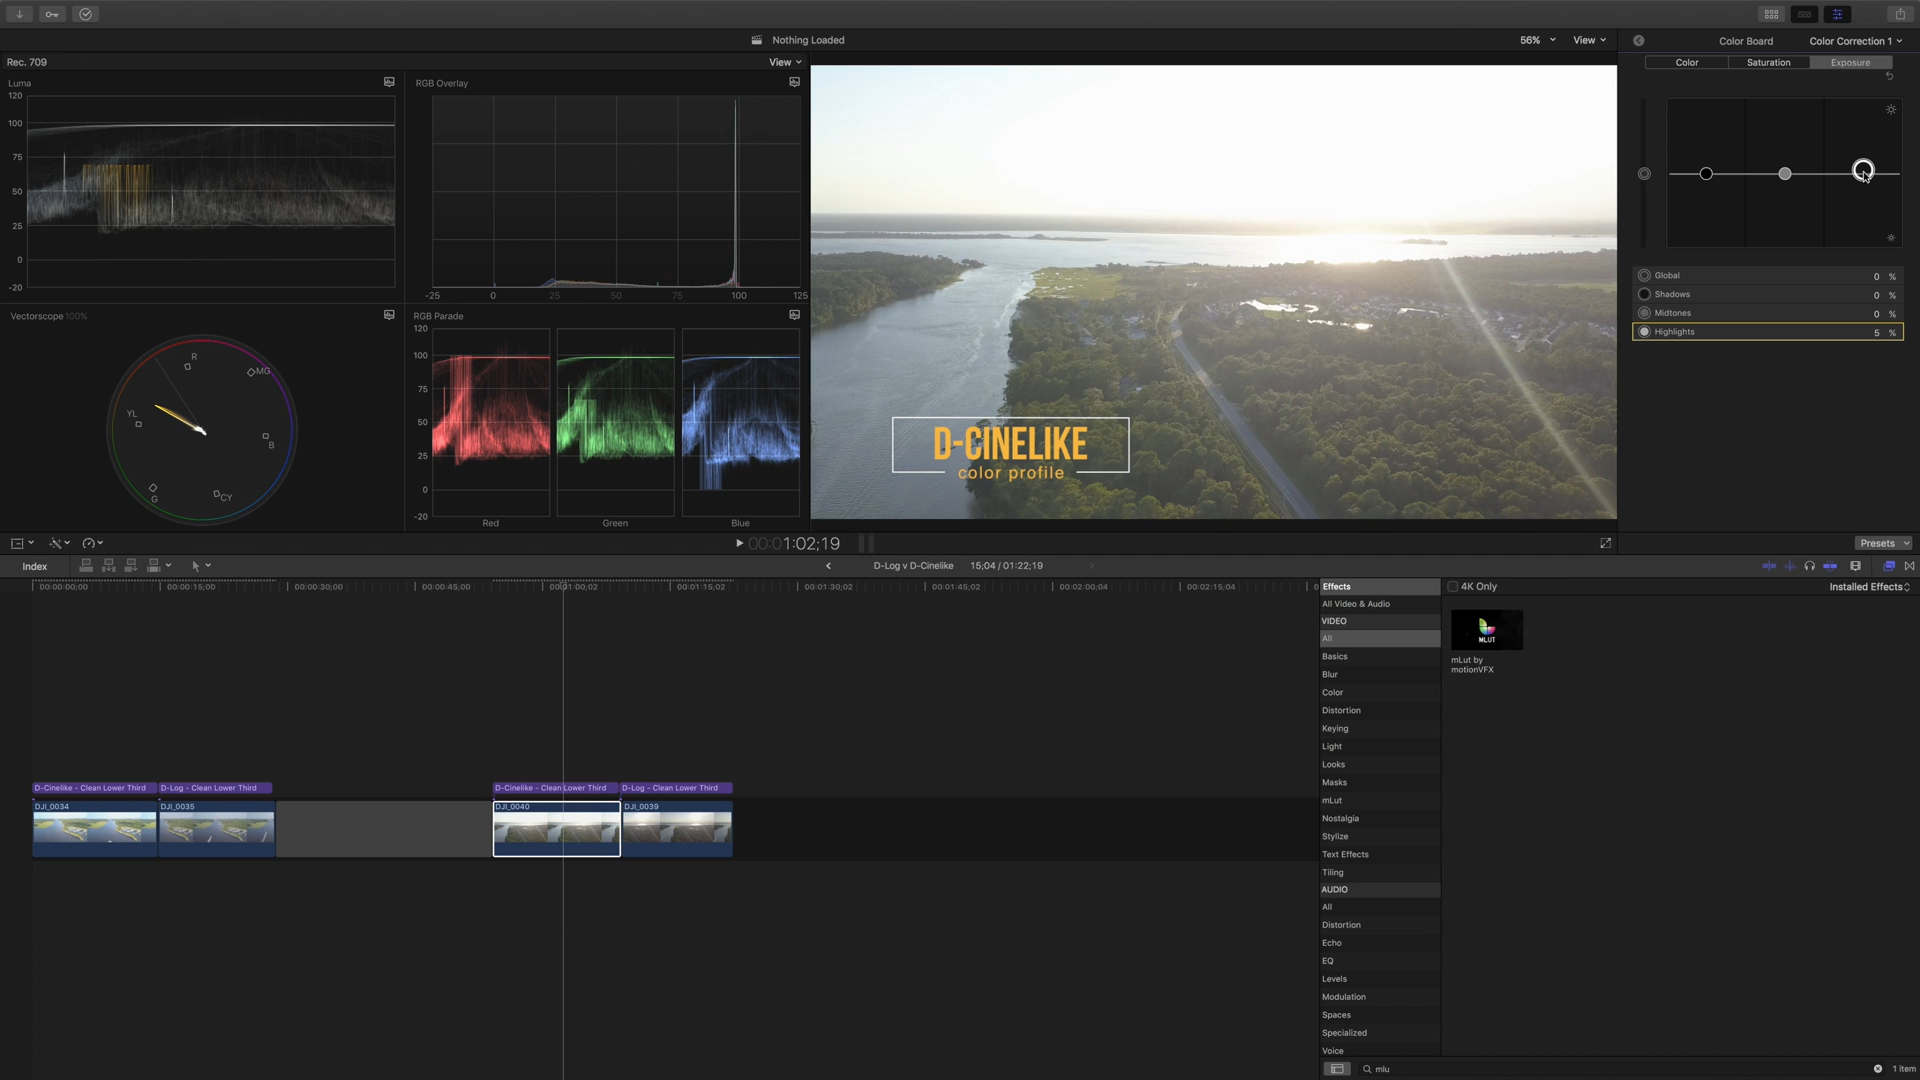 Nothing Loaded
56%
View
Color Board
Color Correction 1
Rec. 709
View
Color
Saturation
Exposure
Luma
120
100
75
50
25
0
-20
RGB Overlay
-25
0
25
50
75
100
125
Vectorscope 100%
R
MG
YL
B
G
CY
RGB Parade
120
100
75
50
25
0
-20
Red
Green
Blue
D-CINELIKE
color profile
Global
0 %
Shadows
0 %
Midtones
0 %
Highlights
5 %
00:01:02;19
Presets
Index
D-Log v D-Cinelike
15;04 / 01:22;19
00:00:00;00
00:00:15;00
00:00:30;00
00:00:45;00
00:01:00;02
00:01:15;02
00:01:30;02
00:01:45;02
00:02:00;04
00:02:15;04
0
D-Cinelike - Clean Lower Third
D-Log - Clean Lower Third
D-Cinelike - Clean Lower Third
D-Log - Clean Lower Third
DJI_0034
DJI_0035
DJI_0040
DJI_0039
Effects
4K Only
Installed Effects
All Video & Audio
VIDEO
All
Basics
Blur
Color
Distortion
Keying
Light
Looks
Masks
mLut
Nostalgia
Stylize
Text Effects
Tiling
AUDIO
All
Distortion
Echo
EQ
Levels
Modulation
Spaces
Specialized
Voice
MLUT
mLut by
motionVFX
mlu
1 item